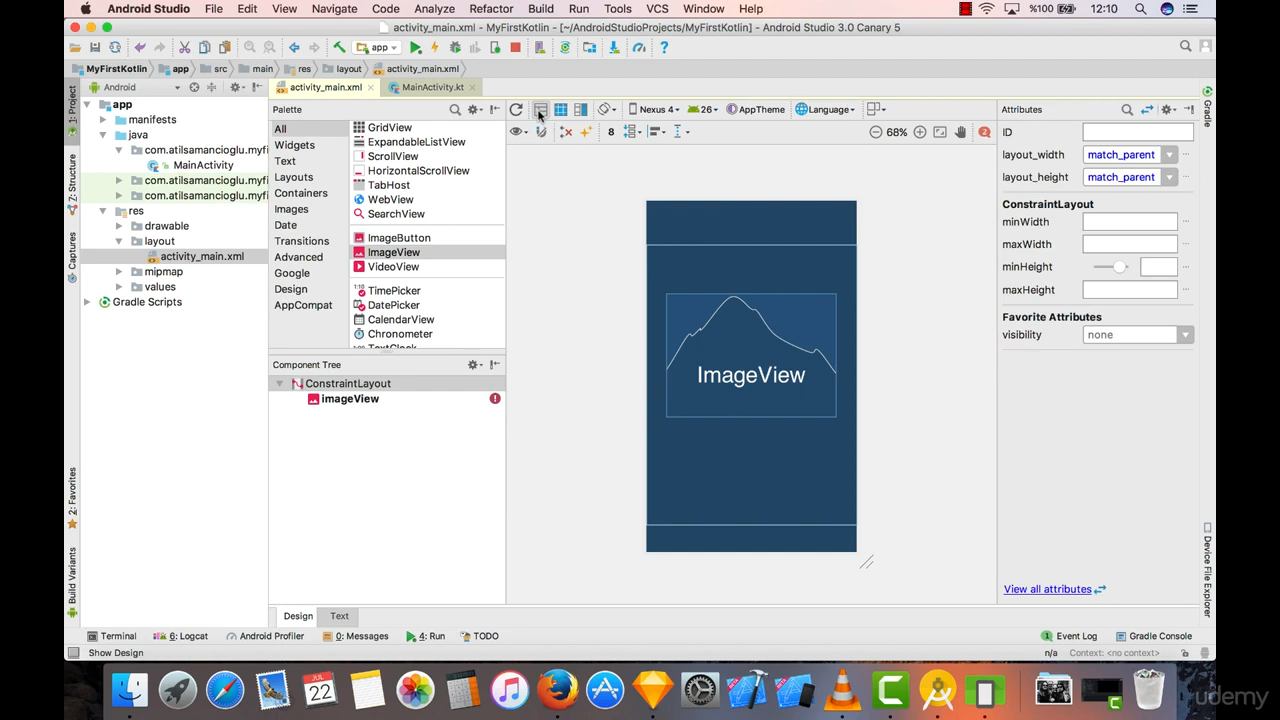 Android Studio File Edit View Navigate Code Analyze Refactor Build Run Tools VCS Window Help %100 12:10
activity_main.xml - MyFirstKotlin - [~/AndroidStudioProjects/MyFirstKotlin] - Android Studio 3.0 Canary 5
app
MyFirstKotlin app src main res layout activity_main.xml
Android activity_main.xml MainActivity.kt
1: Project
Z: Structure
Captures
2: Favorites
Build Variants
app
manifests
java
com.atilsamancioglu.myfi
MainActivity
com.atilsamancioglu.myfi
com.atilsamancioglu.myfi
res
drawable
layout
activity_main.xml
mipmap
values
Gradle Scripts
Palette
All
Widgets
Text
Layouts
Containers
Images
Date
Transitions
Advanced
Google
Design
AppCompat
GridView
ExpandableListView
ScrollView
HorizontalScrollView
TabHost
WebView
SearchView
ImageButton
ImageView
VideoView
TimePicker
DatePicker
CalendarView
Chronometer
TextClock
Component Tree
ConstraintLayout
imageView
Nexus 4 26 AppTheme Language
8 68% 2
ImageView
Attributes
ID
layout_width match_parent
layout_height match_parent
ConstraintLayout
minWidth
maxWidth
minHeight
maxHeight
Favorite Attributes
visibility none
View all attributes
Gradle
Device File Explorer
Design Text
Terminal 6: Logcat Android Profiler 0: Messages 4: Run TODO 1 Event Log Gradle Console
Show Design n/a Context: <no context>
JUL
22
udemy